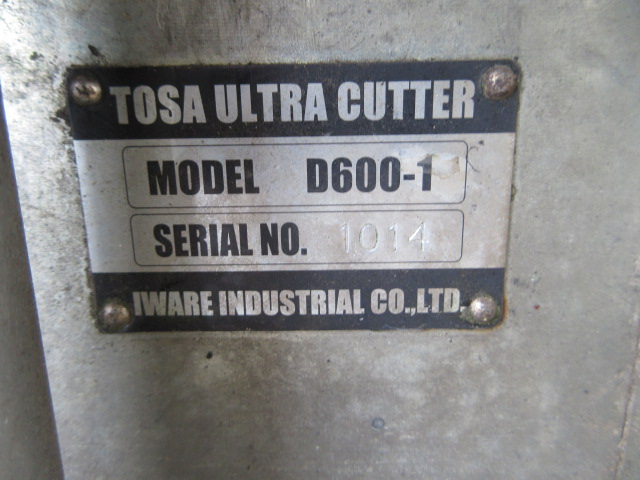 TOSA ULTRA CUTTER
MODEL D600-1
SERIAL NO. 1014
IWARE INDUSTRIAL CO.,LTD.